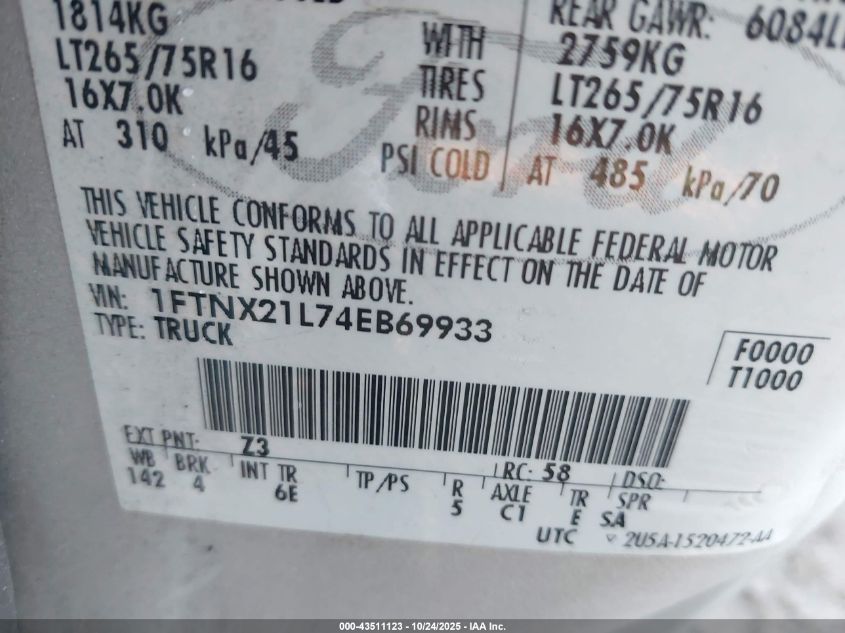 1814KG
LT265/75R16
16X7.0K
AT 310 kPa/45
WITH
TIRES
RIMS
PSI COLD
REAR GAWR: 6084L
2759KG
LT265/75R16
16X7.0K
AT 485 kPa/70
THIS VEHICLE CONFORMS TO ALL APPLICABLE FEDERAL MOTOR
VEHICLE SAFETY STANDARDS IN EFFECT ON THE DATE OF
MANUFACTURE SHOWN ABOVE.
VIN: 1FTNX21L74EB69933
TYPE: TRUCK
F0000
T1000
EXT PNT: Z3 RC: 58 DSO:
WB BRK INT TR TP/PS R AXLE TR SPR
142 4 6E 5 C1 E SA
UTC 2U5A-1520472-AA
000-43511123 - 10/24/2025 - IAA Inc.